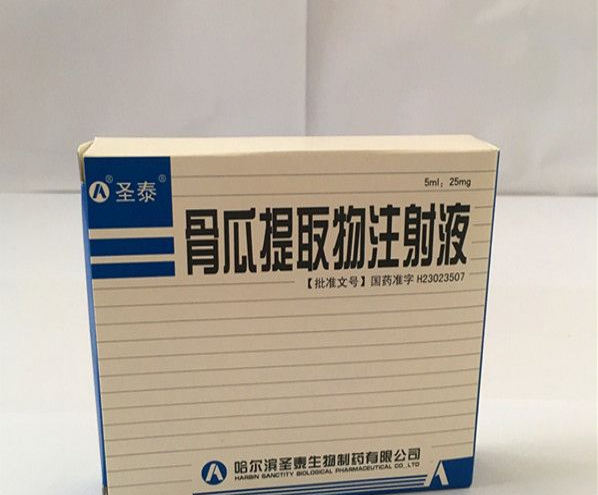 圣泰®
5ml：25mg
骨瓜提取物注射液
【批准文号】国药准字 H23023507
哈尔滨圣泰生物制药有限公司
HARBIN SANCTITY BIOLOGICAL PHARMACEUTICAL CO.,LTD